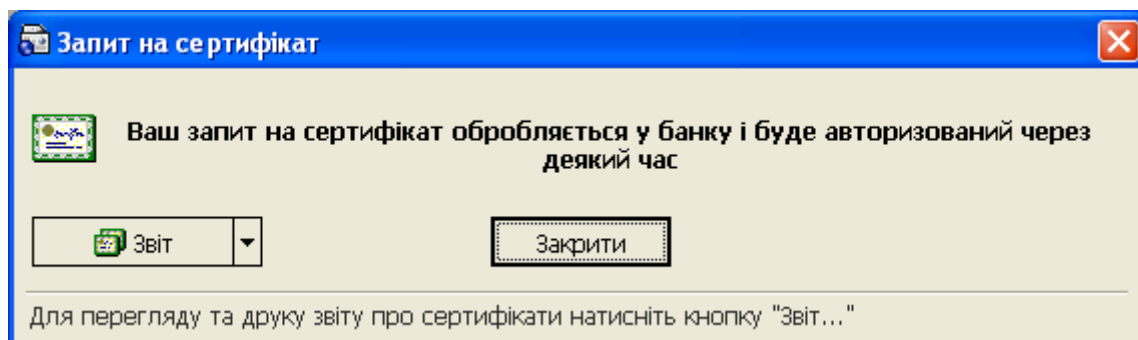 Запит на сертифікат
Ваш запит на сертифікат обробляється у банку і буде авторизований через
деякий час
Звіт
Закрити
Для перегляду та друку звіту про сертифікати натисніть кнопку "Звіт..."